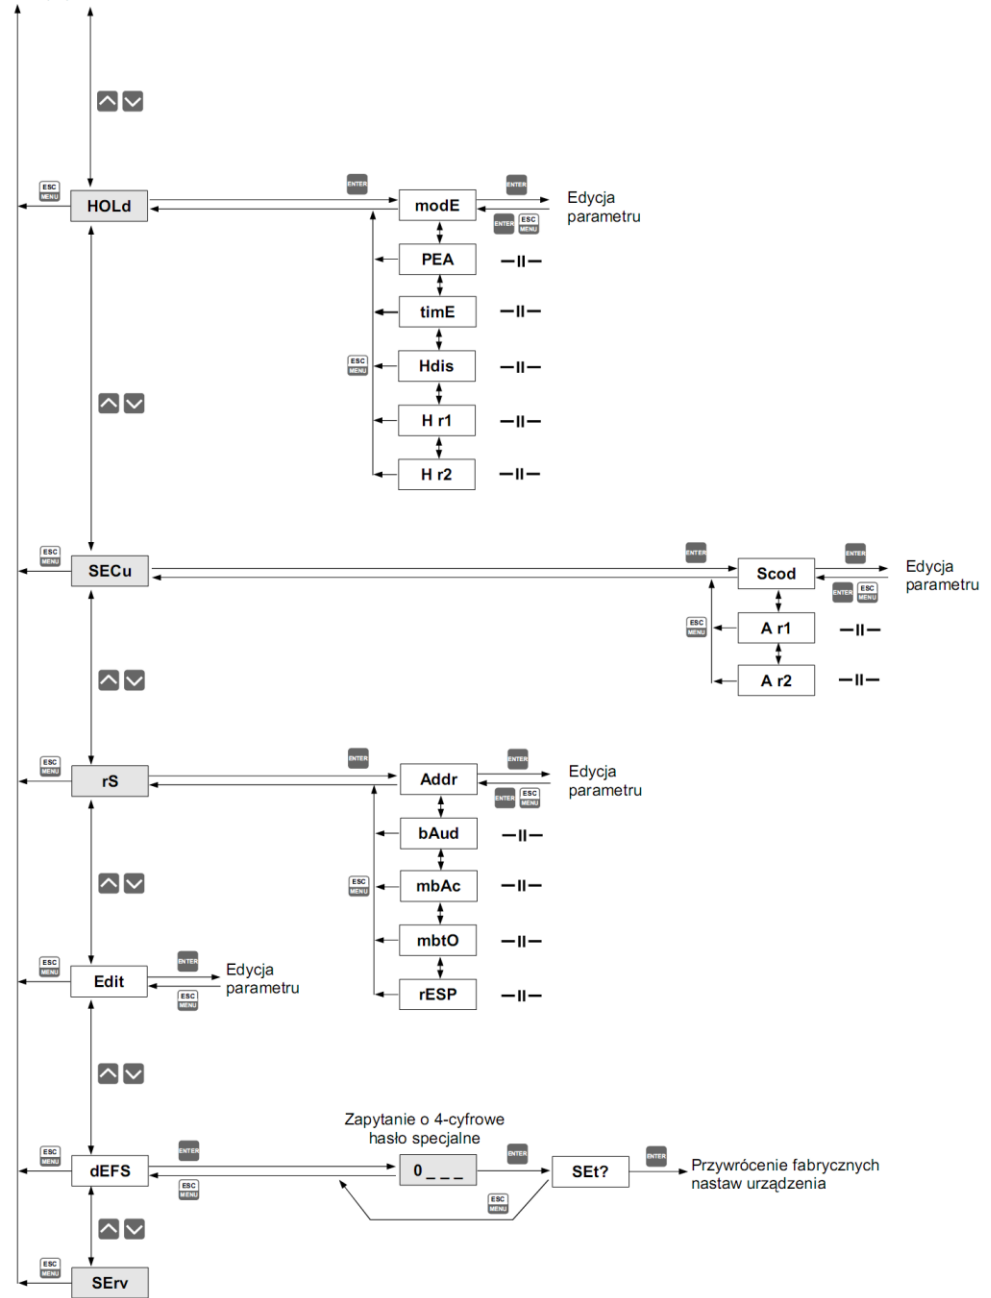 ESC
MENU
HOLd
ENTER
modE
ENTER
ENTER
ESC
MENU
Edycja
parametru
PEA
—II—
timE
—II—
ESC
MENU
Hdis
—II—
H r1
—II—
H r2
—II—
ESC
MENU
SECu
ENTER
Scod
ENTER
ENTER
ESC
MENU
Edycja
parametru
ESC
MENU
A r1
—II—
A r2
—II—
ESC
MENU
rS
ENTER
Addr
ENTER
ENTER
ESC
MENU
Edycja
parametru
bAud
—II—
ESC
MENU
mbAc
—II—
mbtO
—II—
rESP
—II—
ESC
MENU
Edit
ENTER
ESC
MENU
Edycja
parametru
Zapytanie o 4-cyfrowe
hasło specjalne
ESC
MENU
dEFS
ENTER
ESC
MENU
0 _ _ _
ENTER
ESC
MENU
SEt?
ENTER
Przywrócenie fabrycznych
nastaw urządzenia
ESC
MENU
SErv